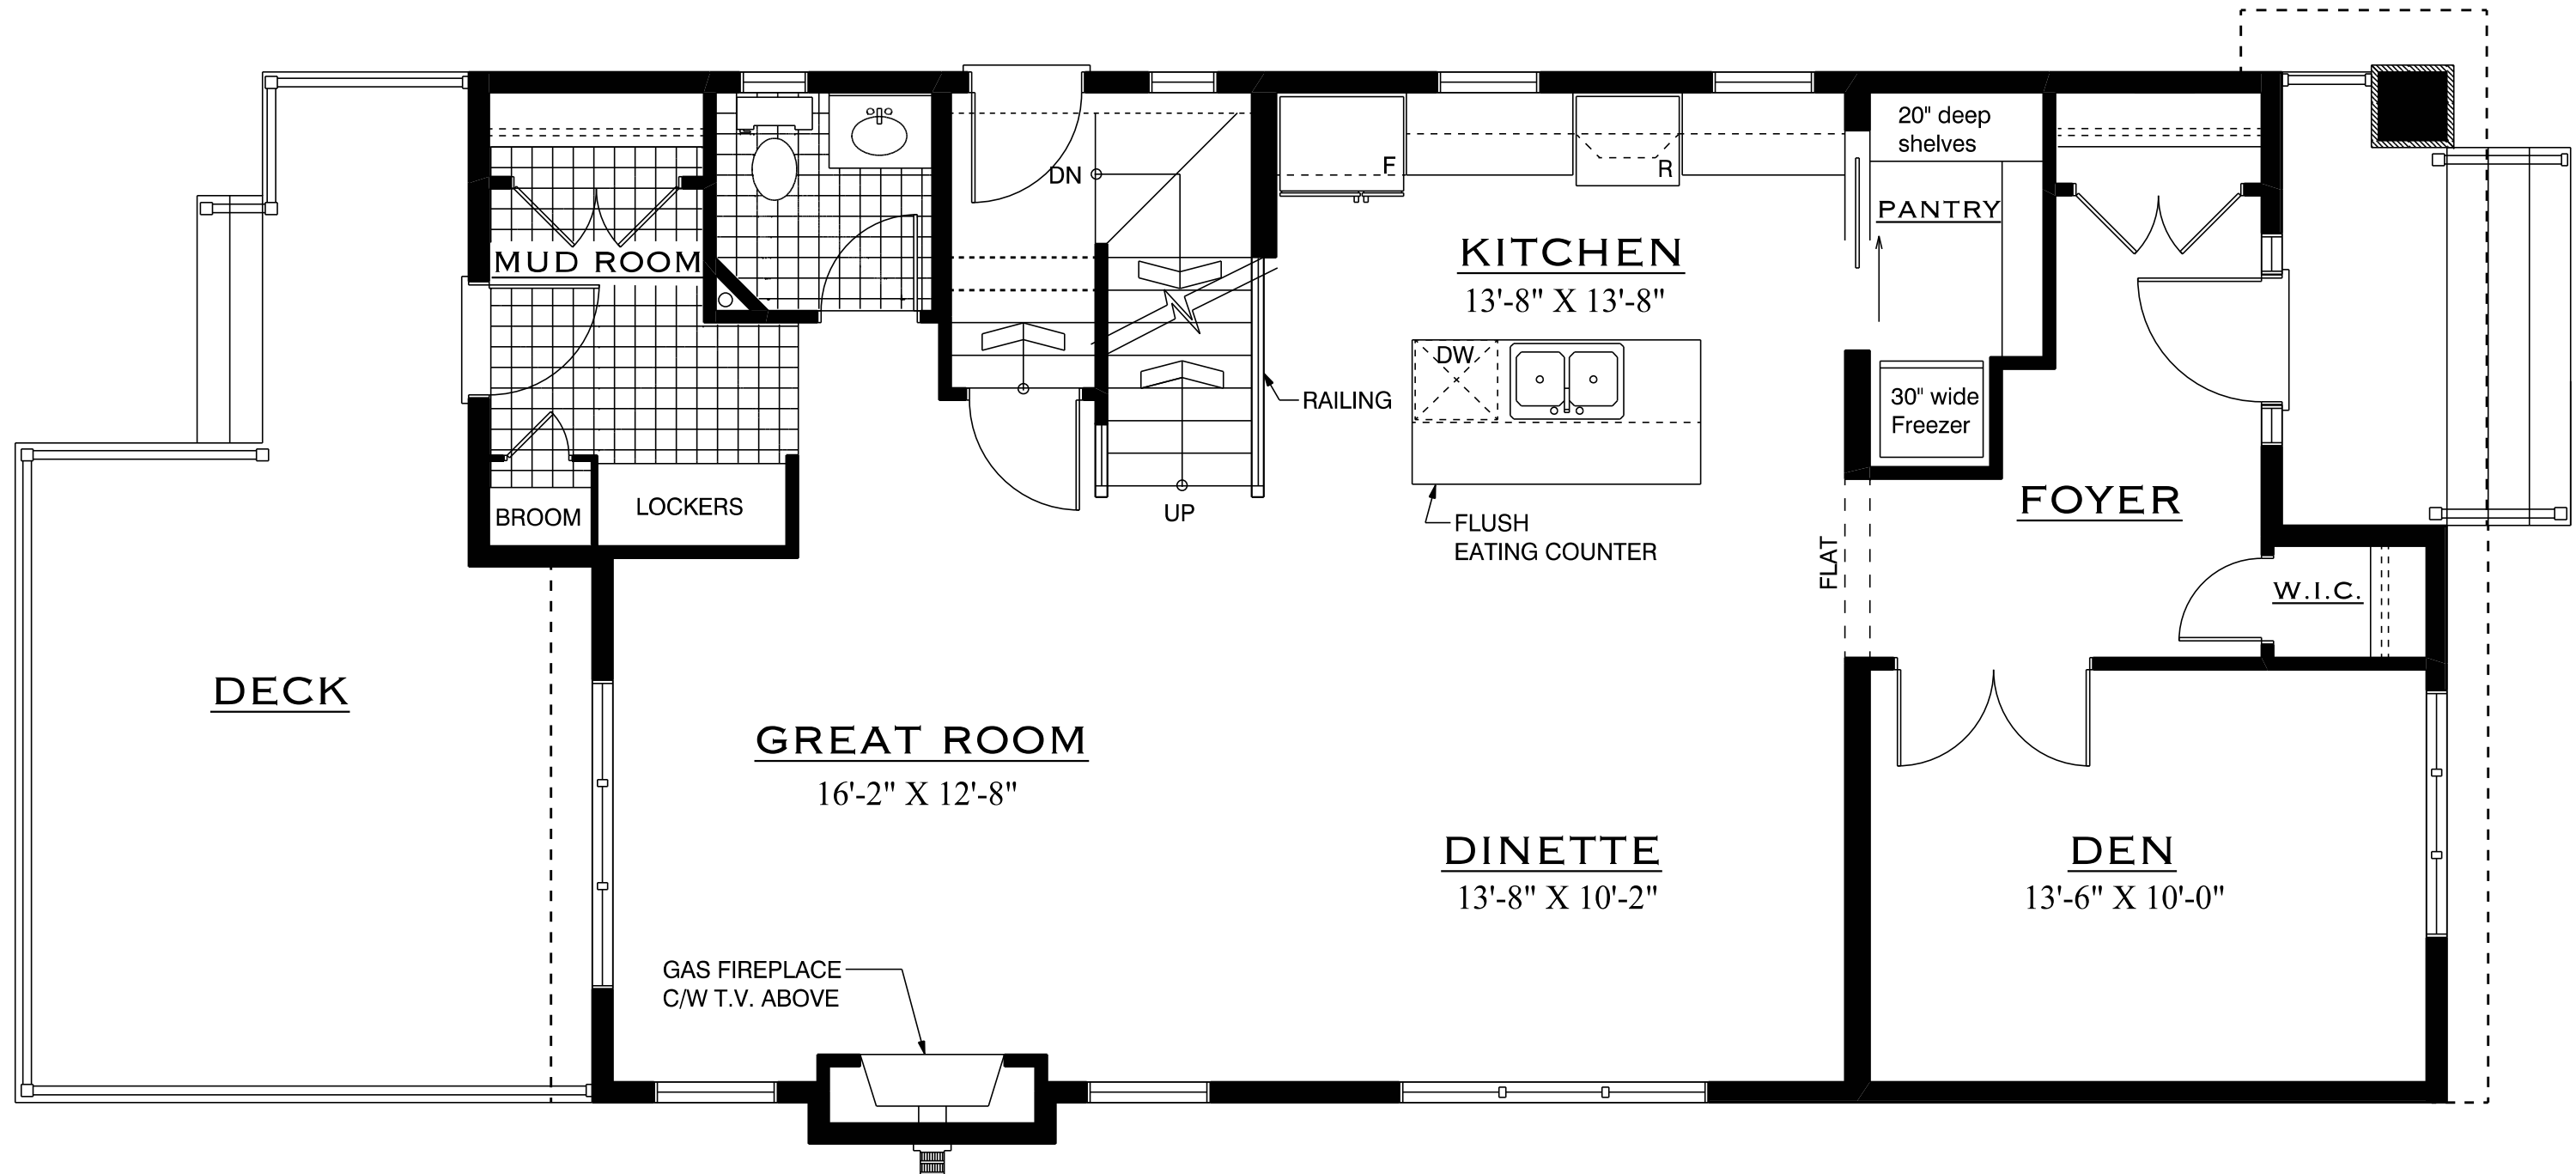 20" deep
shelves
F
R
DN
PANTRY
MUD ROOM
KITCHEN
13'-8" X 13'-8"
DW
RAILING
30" wide
Freezer
BROOM
LOCKERS
UP
FLUSH
EATING COUNTER
FLAT
FOYER
W.I.C.
DECK
GREAT ROOM
16'-2" X 12'-8"
DINETTE
13'-8" X 10'-2"
DEN
13'-6" X 10'-0"
GAS FIREPLACE
C/W T.V. ABOVE